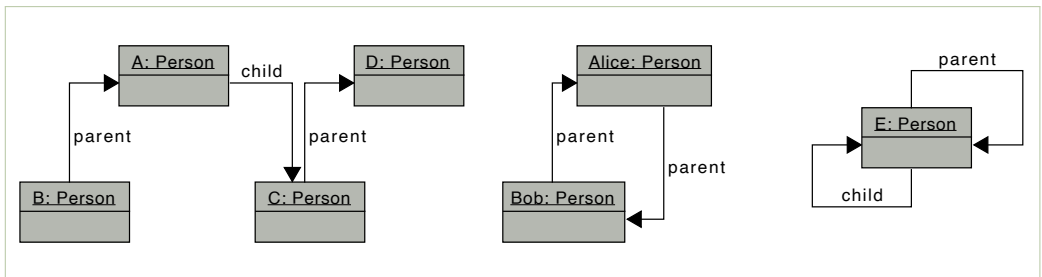 A: Person
child
D: Person
parent
parent
B: Person
C: Person
Alice: Person
parent
parent
Bob: Person
parent
E: Person
child